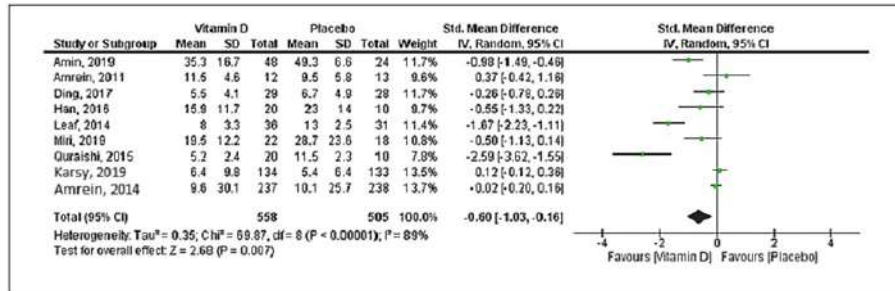 Vitamin D Placebo Std. Mean Difference Std. Mean Difference
Study or Subgroup Mean SD Total Mean SD Total Weight IV, Random, 95% CI IV, Random, 95% CI
Amin, 2019 35.3 16.7 48 49.3 6.6 24 11.7% -0.98 [-1.49, -0.46]
Amrein, 2011 11.5 4.6 12 9.5 5.8 13 9.6% 0.37 [-0.42, 1.16]
Ding, 2017 5.5 4.1 29 6.7 4.9 28 11.6% -0.26 [-0.79, 0.26]
Han, 2016 15.9 11.7 20 23 14 10 9.7% -0.55 [-1.33, 0.22]
Leaf, 2014 8 3.3 36 13 2.5 31 11.4% -1.67 [-2.23, -1.11]
Miri, 2019 19.5 12.2 22 28.7 23.6 18 10.8% -0.50 [-1.13, 0.14]
Quraishi, 2015 5.2 2.4 20 11.5 2.3 10 7.8% -2.59 [-3.62, -1.55]
Karsy, 2019 6.4 9.8 134 5.4 6.4 133 13.6% 0.12 [-0.12, 0.36]
Amrein, 2014 9.6 30.1 237 10.1 25.7 238 13.7% -0.02 [-0.20, 0.16]
Total (95% CI) 558 505 100.0% -0.60 [-1.03, -0.16]
Heterogeneity: Tau² = 0.35; Chi² = 69.87, df = 8 (P < 0.00001); I² = 89%
Test for overall effect: Z = 2.68 (P = 0.007)
-4 -2 0 2 4
Favours [Vitamin D] Favours [Placebo]